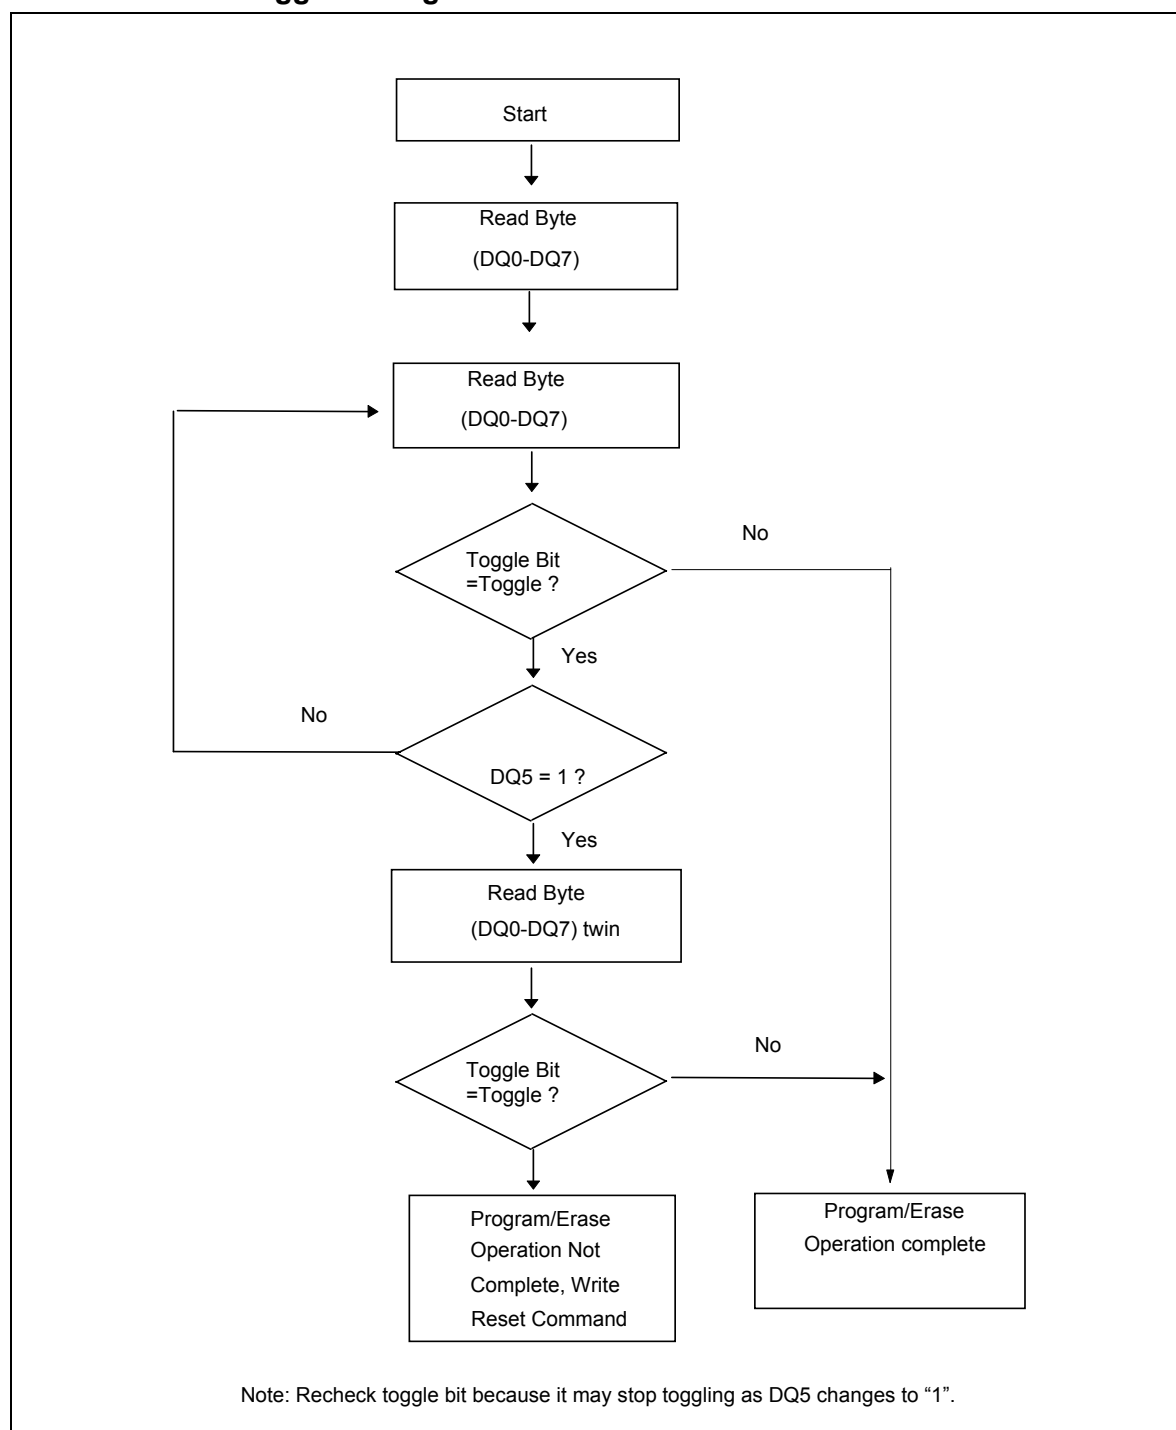 Start
Read Byte
(DQ0-DQ7)
Read Byte
(DQ0-DQ7)
No
Toggle Bit
=Toggle ?
Yes
No
DQ5 = 1 ?
Yes
Read Byte
(DQ0-DQ7) twin
No
Toggle Bit
=Toggle ?
Program/Erase
Operation Not
Complete, Write
Reset Command
Program/Erase
Operation complete
Note: Recheck toggle bit because it may stop toggling as DQ5 changes to “1”.